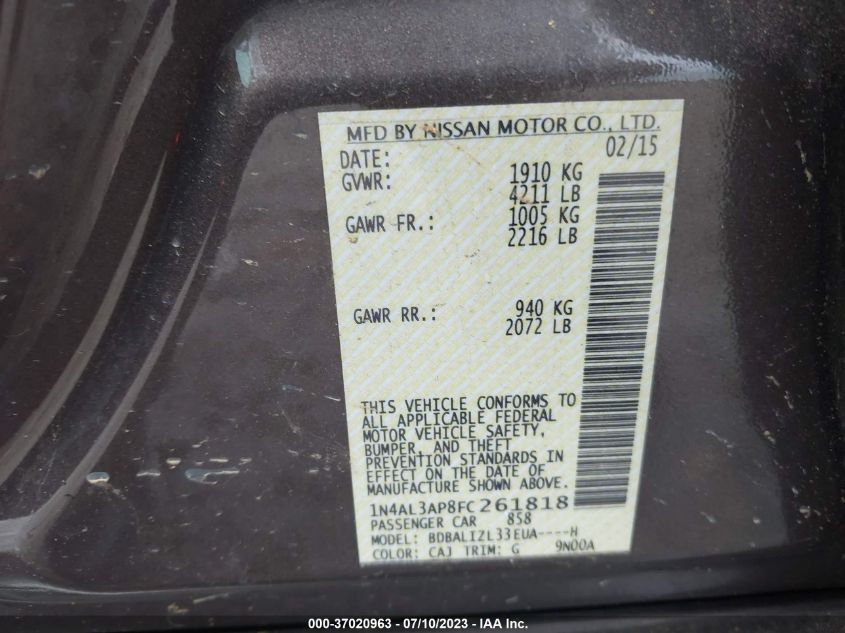 MFD BY NISSAN MOTOR CO., LTD.
DATE: 02/15
GVWR: 1910 KG
4211 LB
GAWR FR.: 1005 KG
2216 LB
GAWR RR.: 940 KG
2072 LB
THIS VEHICLE CONFORMS TO
ALL APPLICABLE FEDERAL
MOTOR VEHICLE SAFETY,
BUMPER, AND THEFT
PREVENTION STANDARDS IN
EFFECT ON THE DATE OF
MANUFACTURE SHOWN ABOVE.
1N4AL3AP8FC261818
PASSENGER CAR 858
MODEL: BDBALIZL33EUA----H
COLOR: CAJ TRIM: G 9N00A
000-37020963 - 07/10/2023 - IAA Inc.